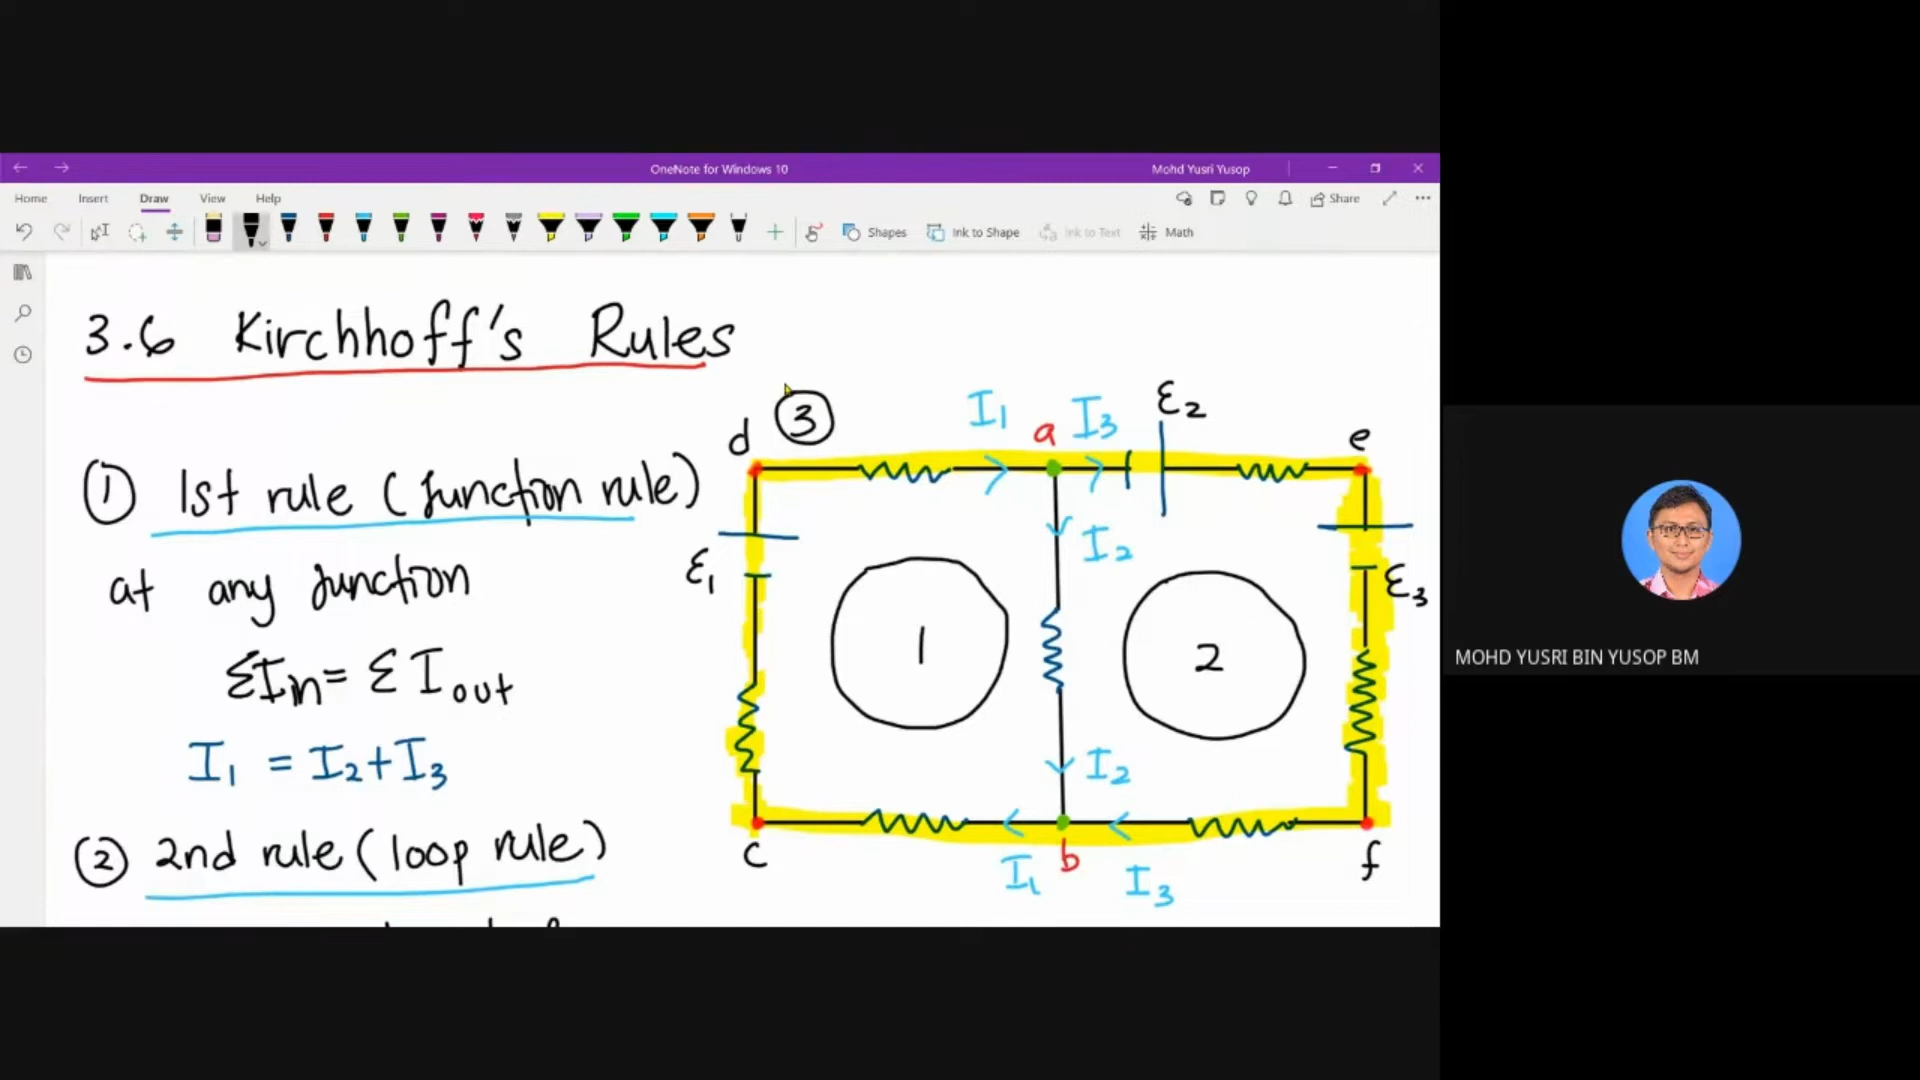 OneNote for Windows 10
Mohd Yusri Yusop
Home Insert Draw View Help
Share
Shapes Ink to Shape Ink to Text Math
3.6 Kirchhoff's Rules
① 1st rule (junction rule)
at any junction
ΣIin = ΣIout
I1 = I2+I3
② 2nd rule (loop rule)
d ③ I1 a I3 ε2 e
ε1 I2 ε3
1 2
I2
c I1 b I3 f
MOHD YUSRI BIN YUSOP BM